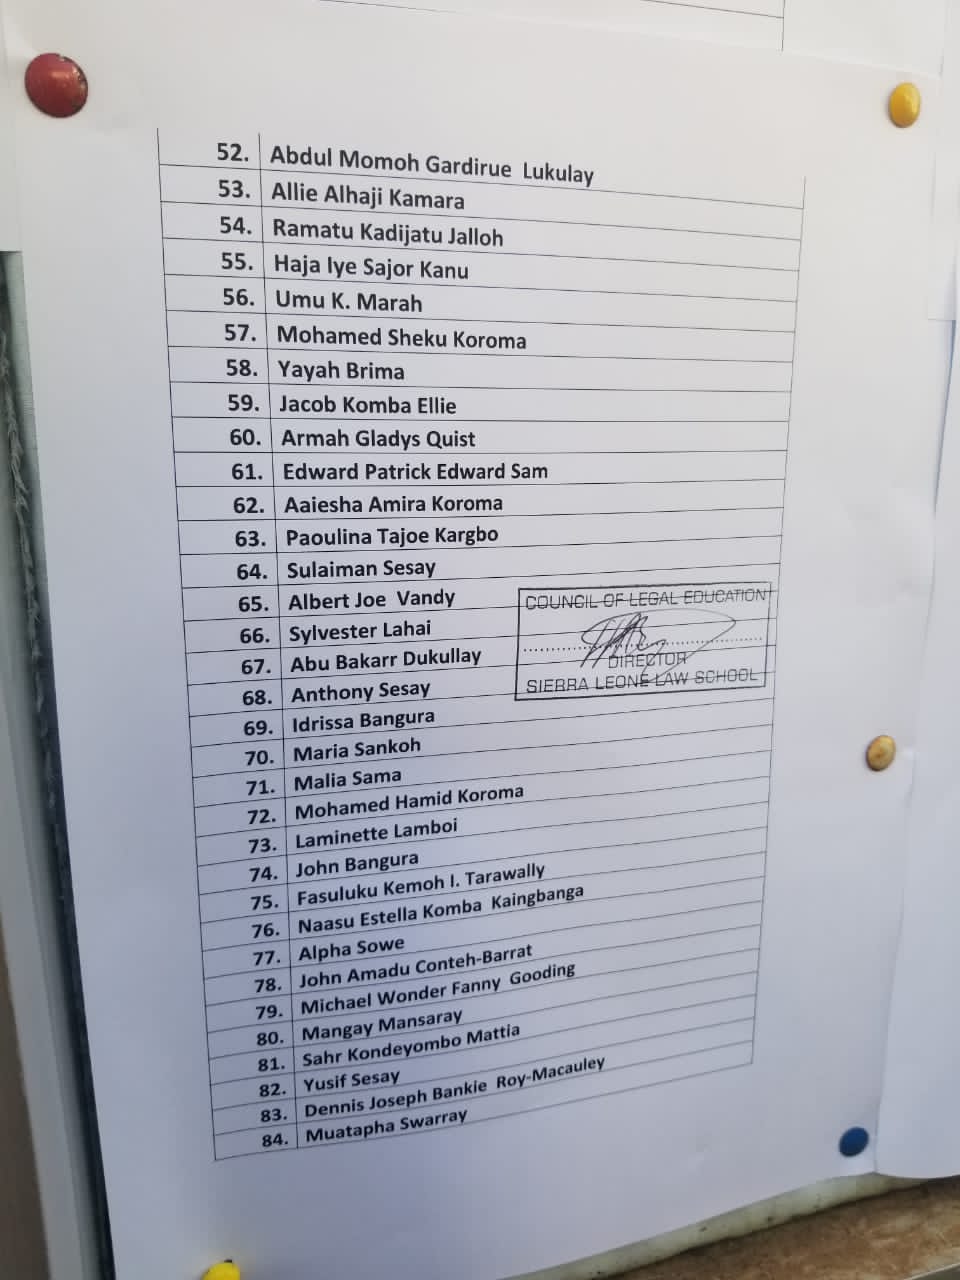 52. Abdul Momoh Gardirue Lukulay
53. Allie Alhaji Kamara
54. Ramatu Kadijatu Jalloh
55. Haja Iye Sajor Kanu
56. Umu K. Marah
57. Mohamed Sheku Koroma
58. Yayah Brima
59. Jacob Komba Ellie
60. Armah Gladys Quist
61. Edward Patrick Edward Sam
62. Aaiesha Amira Koroma
63. Paoulina Tajoe Kargbo
64. Sulaiman Sesay
65. Albert Joe Vandy
66. Sylvester Lahai
67. Abu Bakarr Dukullay
68. Anthony Sesay
69. Idrissa Bangura
70. Maria Sankoh
71. Malia Sama
72. Mohamed Hamid Koroma
73. Laminette Lamboi
74. John Bangura
75. Fasuluku Kemoh I. Tarawally
76. Naasu Estella Komba Kaingbanga
77. Alpha Sowe
78. John Amadu Conteh-Barrat
79. Michael Wonder Fanny Gooding
80. Mangay Mansaray
81. Sahr Kondeyombo Mattia
82. Yusif Sesay
83. Dennis Joseph Bankie Roy-Macauley
84. Muatapha Swarray
COUNCIL OF LEGAL EDUCATION
DIRECTOR
SIERRA LEONE LAW SCHOOL